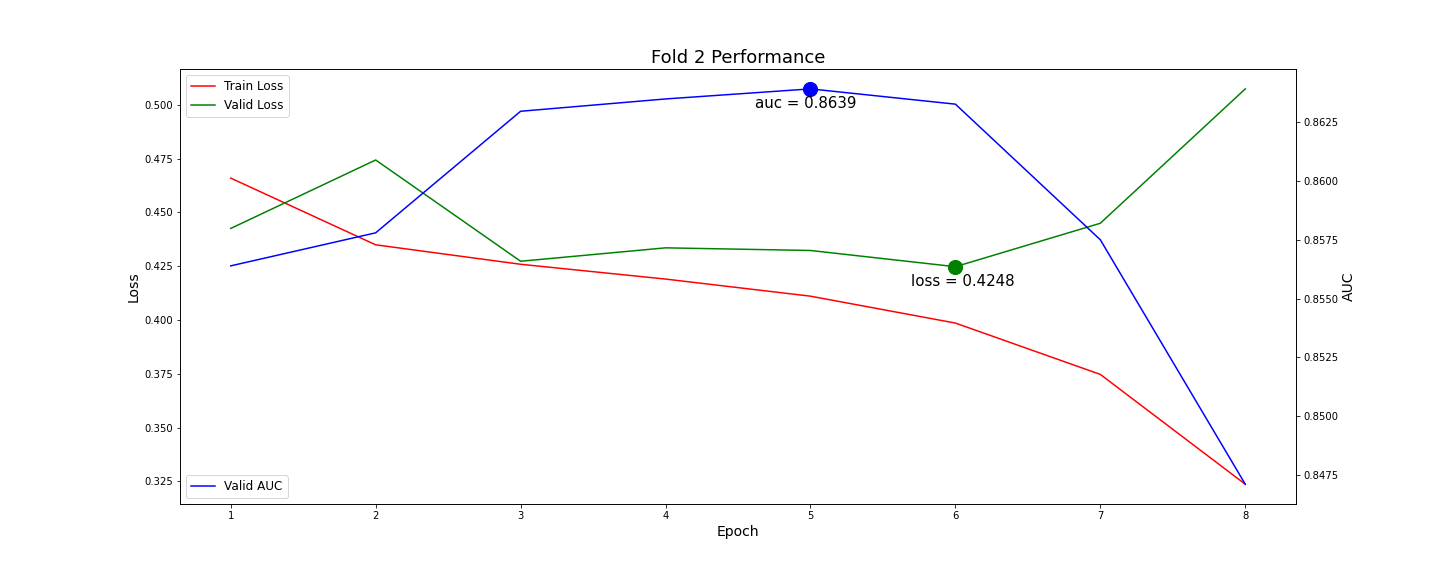 Fold 2 Performance
Train Loss
Valid Loss
auc = 0.8639
loss = 0.4248
Valid AUC
0.500
0.475
0.450
0.425
0.400
0.375
0.350
0.325
Loss
0.8625
0.8600
0.8575
0.8550
0.8525
0.8500
0.8475
AUC
1 2 3 4 5 6 7 8
Epoch